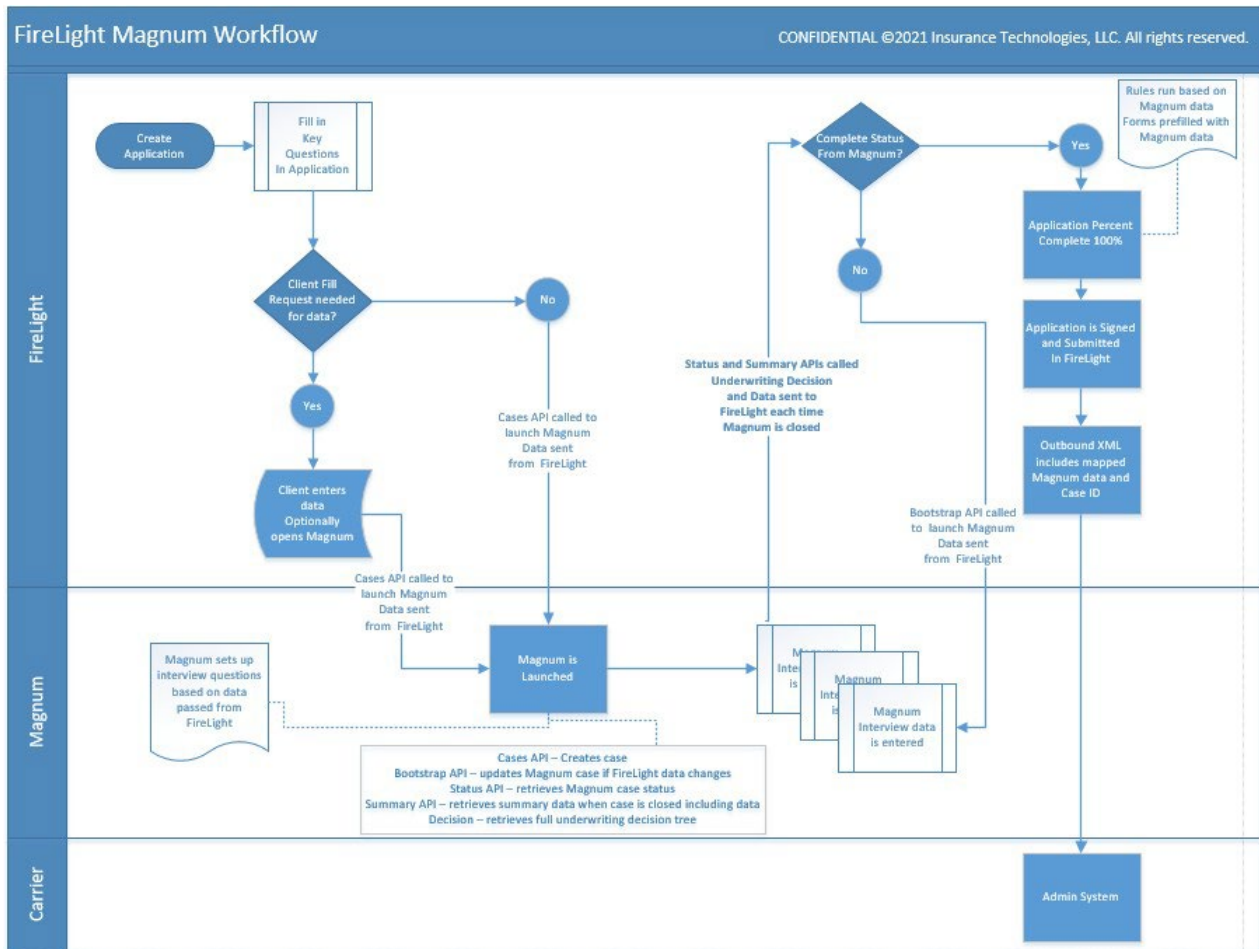 FireLight Magnum Workflow
CONFIDENTIAL ©2021 Insurance Technologies, LLC. All rights reserved.
FireLight
Create
Application
Fill in
Key
Questions
In Application
Client Fill
Request needed
for data?
No
Yes
Client enters
data
Optionally
opens Magnum
Cases API called to
launch Magnum
Data sent
from FireLight
Cases API called to
launch Magnum
Data sent
from FireLight
Status and Summary APIs called
Underwriting Decision
and Data sent to
FireLight each time
Magnum is closed
Complete Status
From Magnum?
Yes
No
Rules run based on
Magnum data
Forms prefilled with
Magnum data
Application Percent
Complete 100%
Application is Signed
and Submitted
In FireLight
Outbound XML
includes mapped
Magnum data and
Case ID
Bootstrap API called
to launch Magnum
Data sent
from FireLight
Magnum
Magnum sets up
interview questions
based on data
passed from
FireLight
Magnum is
Launched
Magnum
Inte
is
Magnum
Inte
is
Magnum
Interview data
is entered
Cases API – Creates case
Bootstrap API – updates Magnum case if FireLight data changes
Status API – retrieves Magnum case status
Summary API – retrieves summary data when case is closed including data
Decision – retrieves full underwriting decision tree
Carrier
Admin System